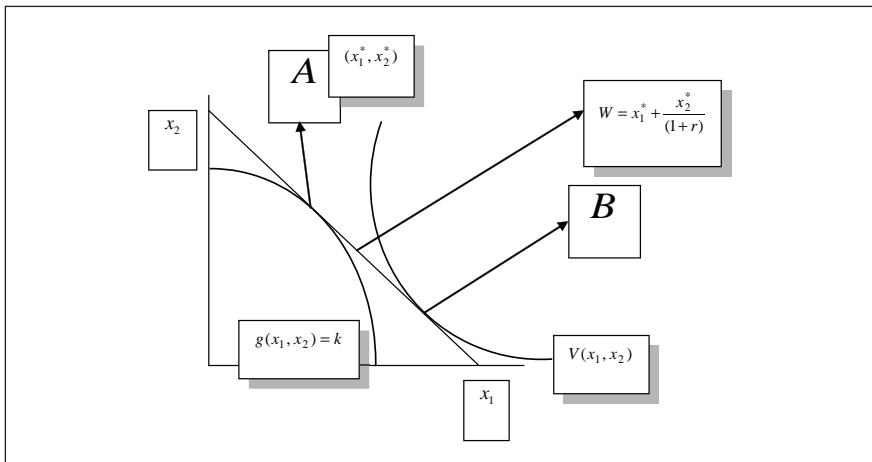 A
(x₁*, x₂*)
W = x₁* + x₂*/(1 + r)
x₂
B
g(x₁, x₂) = k
V(x₁, x₂)
x₁